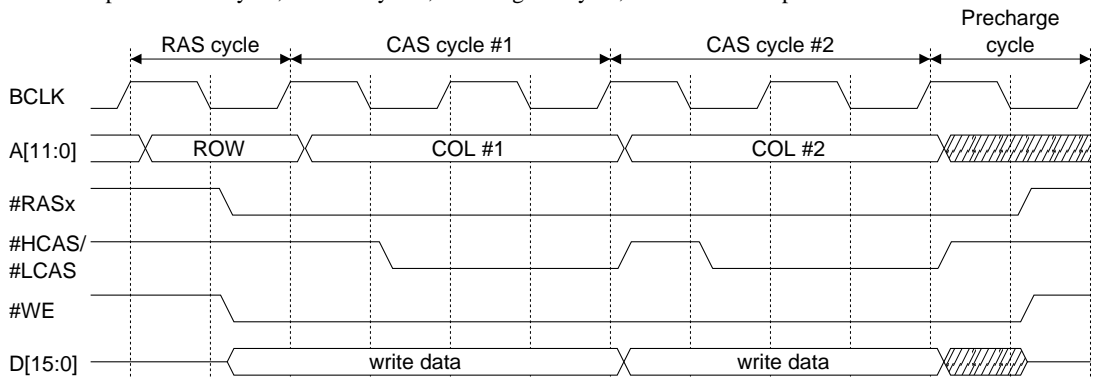 Precharge
RAS cycle CAS cycle #1 CAS cycle #2 cycle
BCLK
A[11:0] ROW COL #1 COL #2
#RASx
#HCAS/
#LCAS
#WE
D[15:0] write data write data